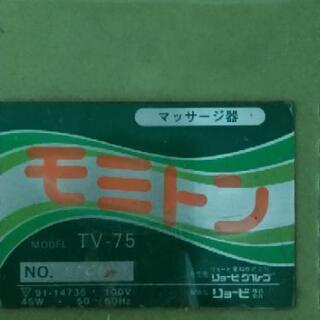 マッサージ器
モミトン
MODEL TV-75
NO.
▽ 91-14735 100V
45W 50~60Hz
リョービグループ
リョービ